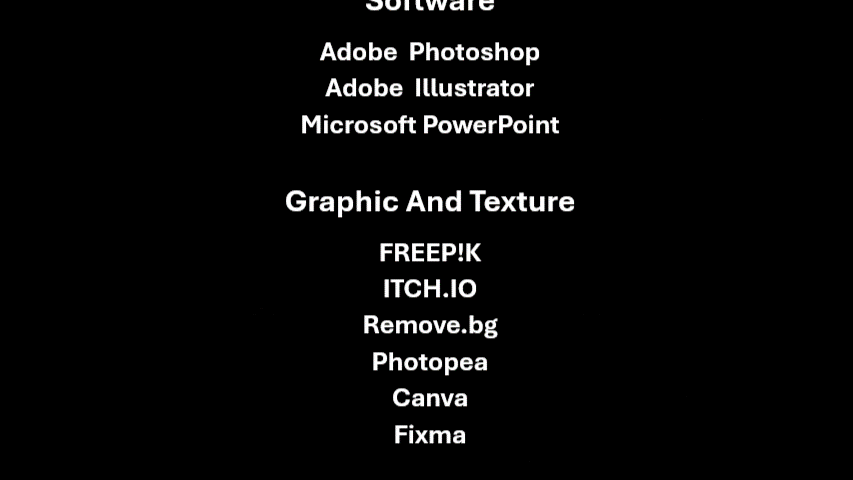 Software
Adobe Photoshop
Adobe Illustrator
Microsoft PowerPoint
Graphic And Texture
FREEP!K
ITCH.IO
Remove.bg
Photopea
Canva
Fixma